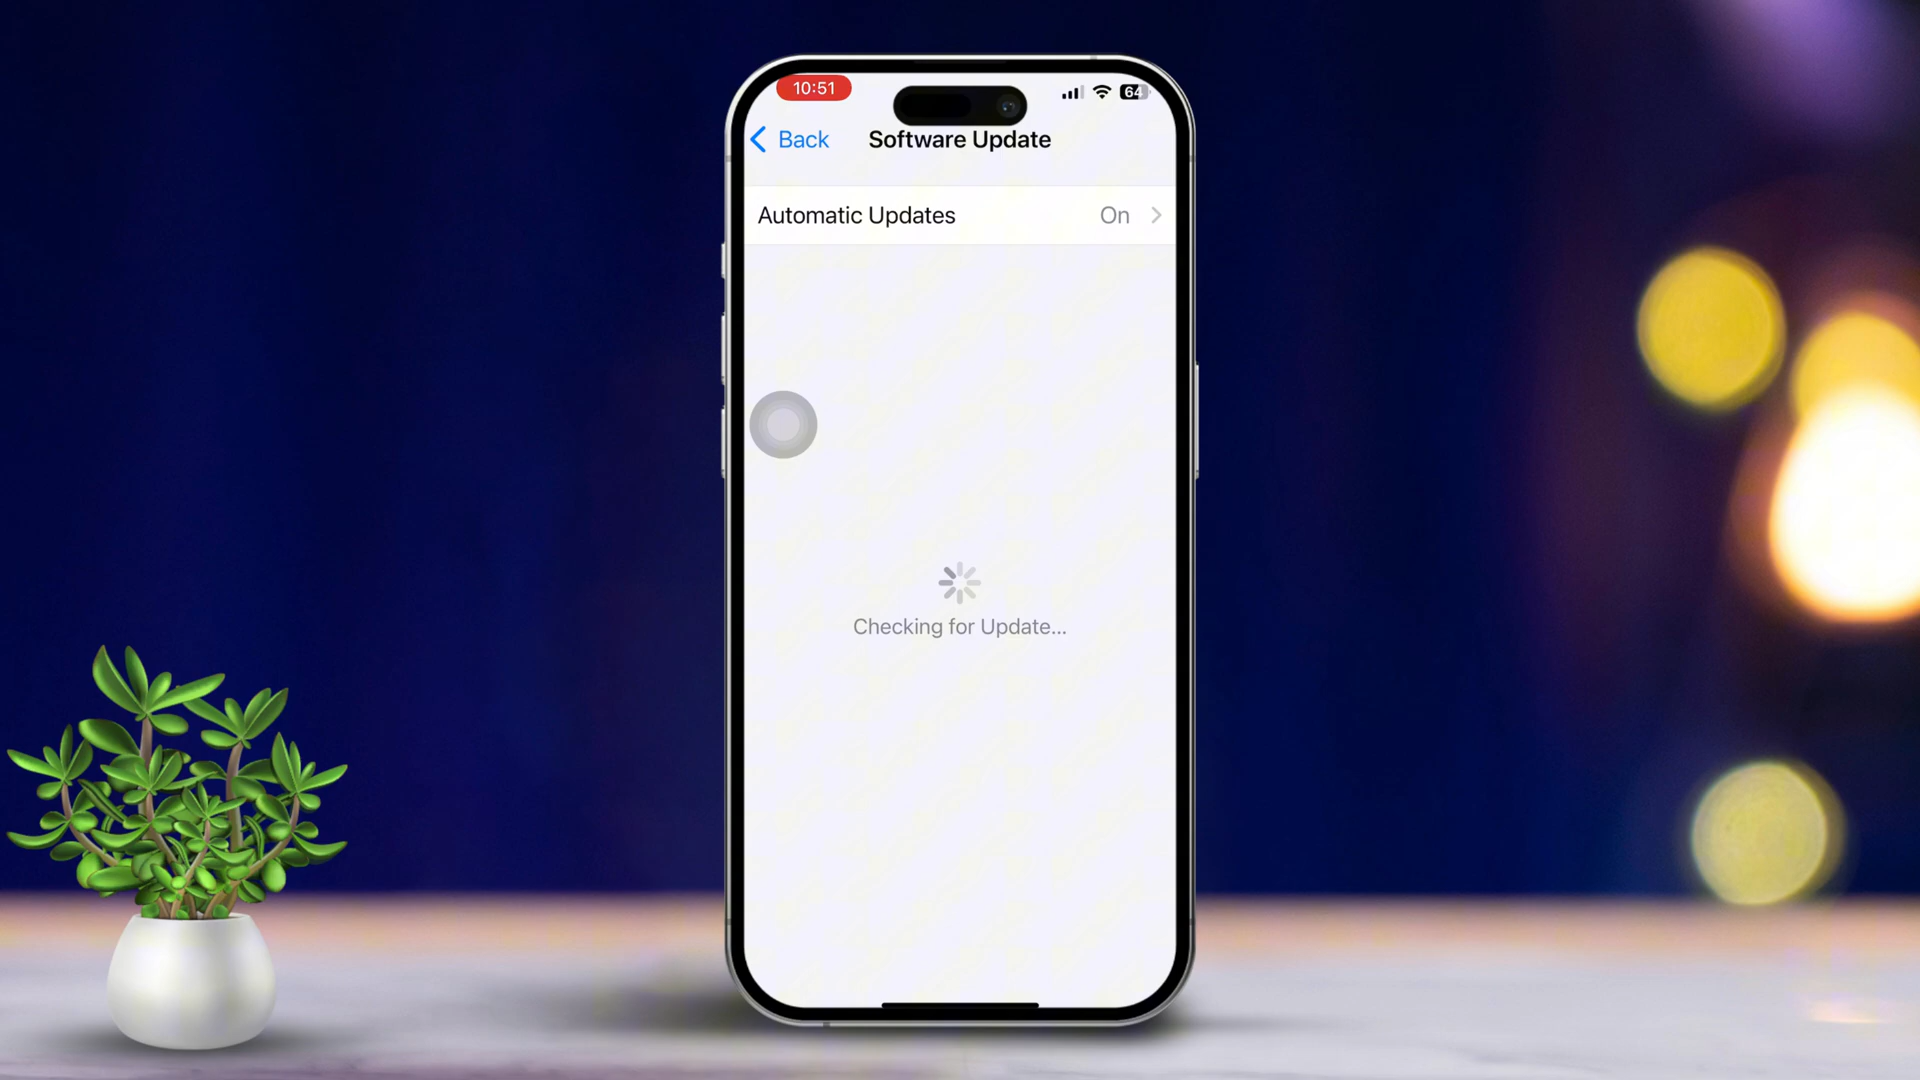 10:51
64
Back
Software Update
Automatic Updates
On
Checking for Update...